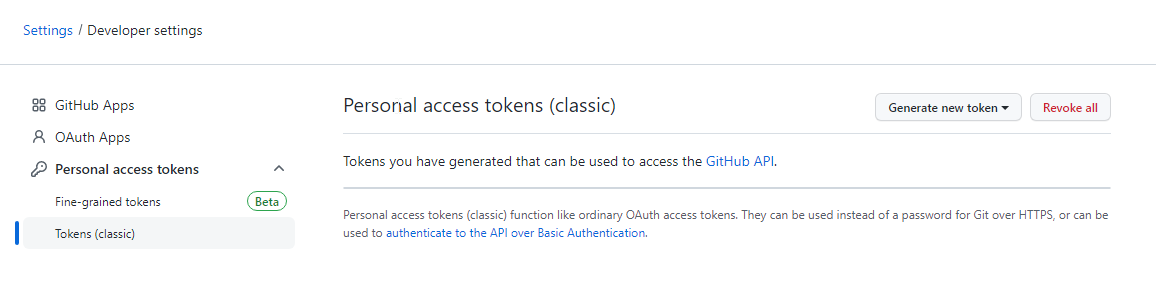 Settings / Developer settings
GitHub Apps
OAuth Apps
Personal access tokens
Fine-grained tokens Beta
Tokens (classic)
Personal access tokens (classic)
Generate new token
Revoke all
Tokens you have generated that can be used to access the GitHub API.
Personal access tokens (classic) function like ordinary OAuth access tokens. They can be used instead of a password for Git over HTTPS, or can be
used to authenticate to the API over Basic Authentication.